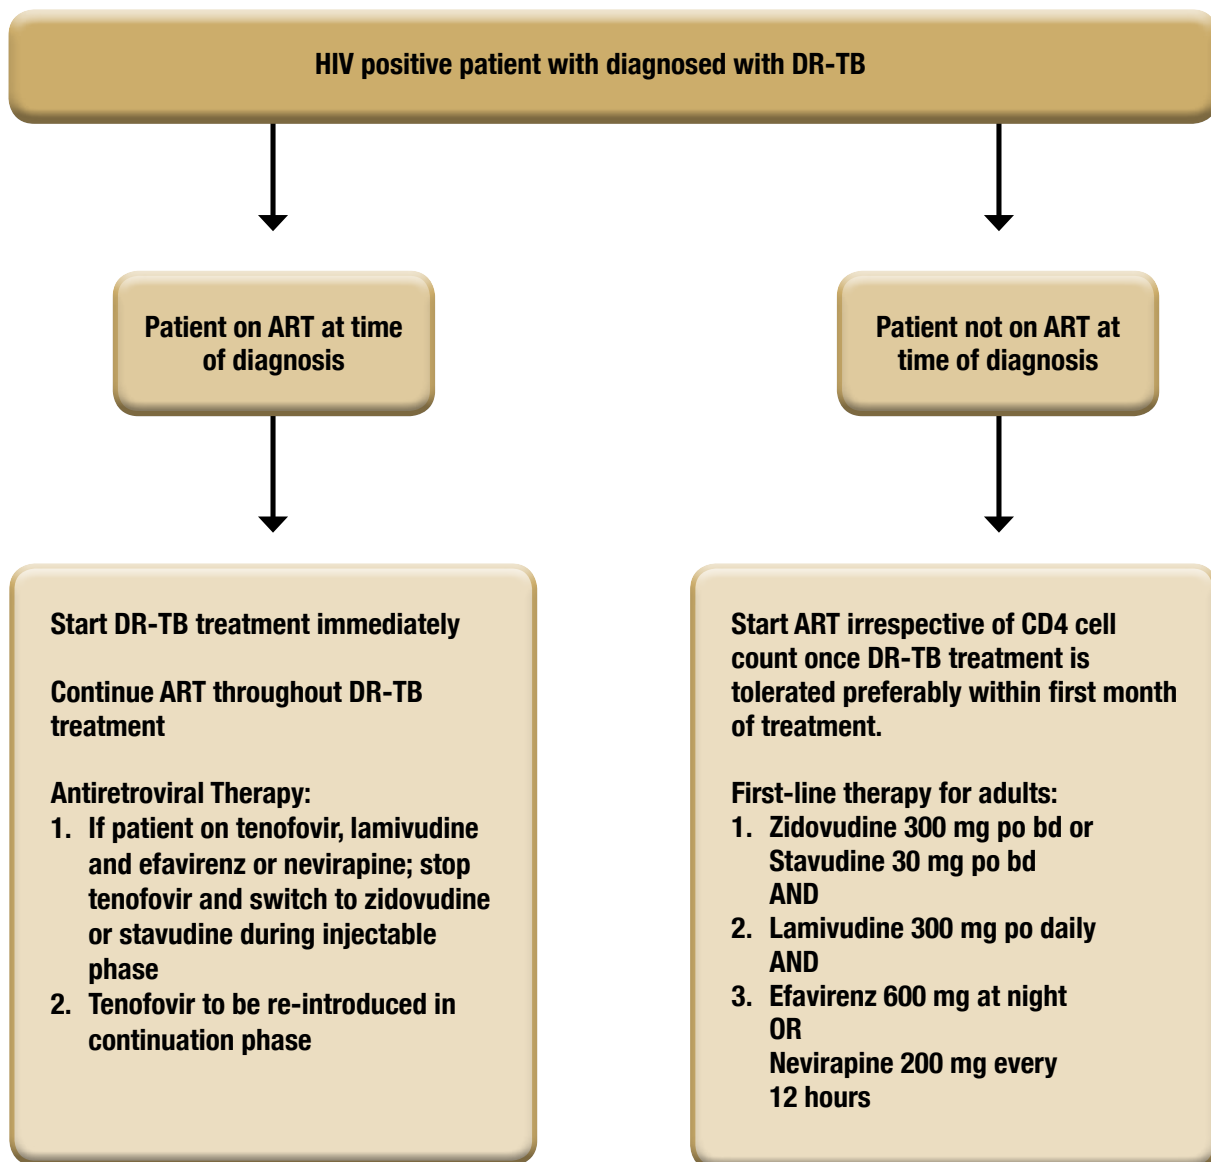 HIV positive patient with diagnosed with DR-TB
Patient on ART at time
of diagnosis
Patient not on ART at
time of diagnosis
Start DR-TB treatment immediately
Continue ART throughout DR-TB
treatment
Antiretroviral Therapy:
1. If patient on tenofovir, lamivudine
and efavirenz or nevirapine; stop
tenofovir and switch to zidovudine
or stavudine during injectable
phase
2. Tenofovir to be re-introduced in
continuation phase
Start ART irrespective of CD4 cell
count once DR-TB treatment is
tolerated preferably within first month
of treatment.
First-line therapy for adults:
1. Zidovudine 300 mg po bd or
Stavudine 30 mg po bd
AND
2. Lamivudine 300 mg po daily
AND
3. Efavirenz 600 mg at night
OR
Nevirapine 200 mg every
12 hours